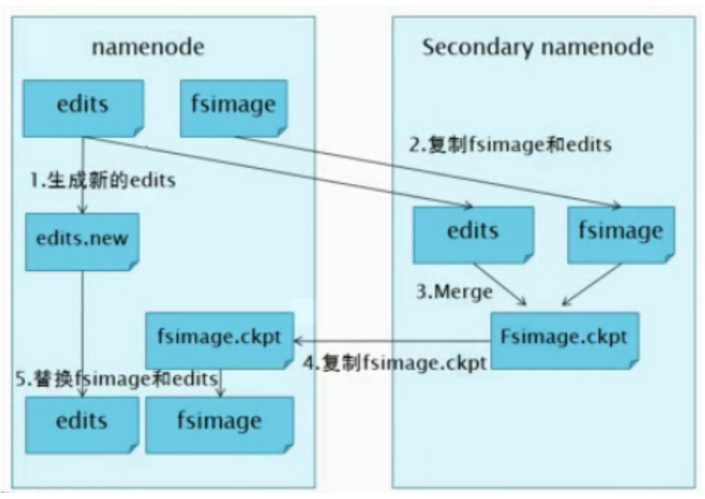 namenode
Secondary namenode
edits
fsimage
2.复制fsimage和edits
1.生成新的edits
edits.new
edits
fsimage
3.Merge
fsimage.ckpt
Fsimage.ckpt
4.复制fsimage.ckpt
5.替换fsimage和edits
edits
fsimage